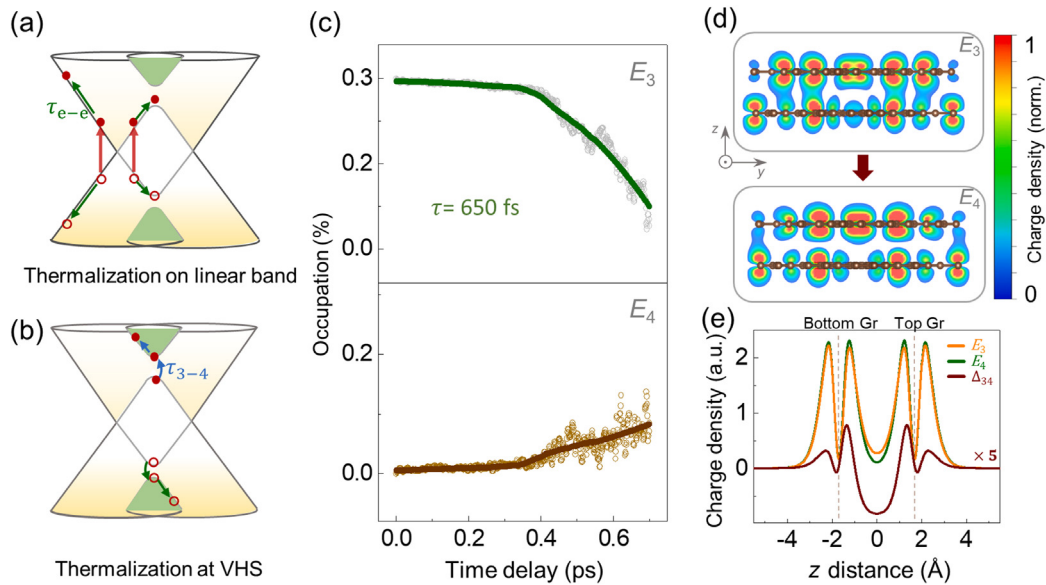 (a)
τe-e
Thermalization on linear band
(b)
τ3-4
Thermalization at VHS
(c)
Occupation (%)
0.3
0.2
0.0
E3
τ= 650 fs
0.2
0.0
E4
0.0 0.2 0.4 0.6 0.8
Time delay (ps)
(d)
E3
z
y
E4
1
Charge density (norm.)
0
(e)
Bottom Gr Top Gr
Charge density (a.u.)
2
1
0
E3
E4
Δ34
× 5
-4 -2 0 2 4
z distance (Å)